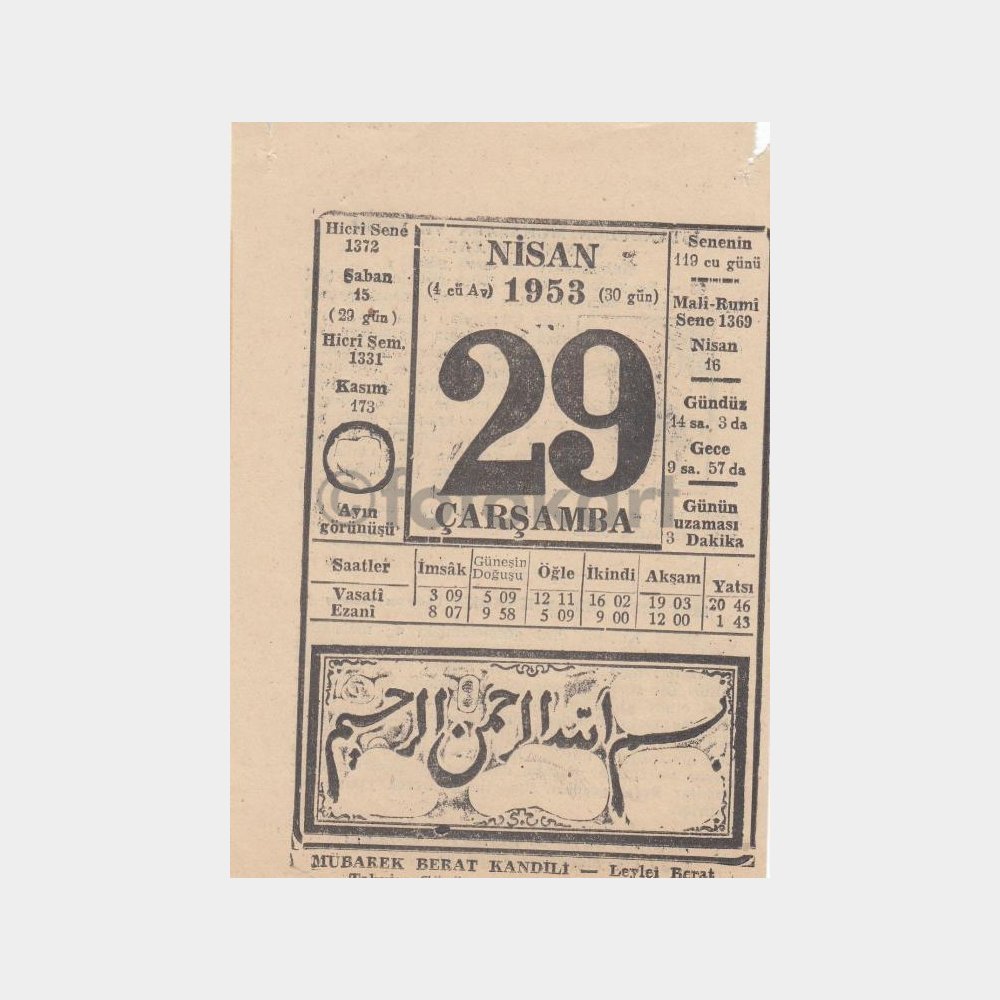 Hicrî Sene
1372
Şaban
15
(29 gün)
Hicrî Şem.
1331
Kasım
173
Ayın
görünüşü
NİSAN
(4 cü Ay) 1953 (30 gün)
29
ÇARŞAMBA
Senenin
119 cu günü
Mali-Rumî
Sene 1369
Nisan
16
Gündüz
14 sa. 3 da
Gece
9 sa. 57 da
Günün
uzaması
3 Dakika
Saatler İmsâk Güneşin Doğuşu Öğle İkindi Akşam Yatsı
Vasatî 3 09 5 09 12 11 16 02 19 03 20 46
Ezanî 8 07 9 58 5 09 9 00 12 00 1 43
بسم الله الرحمن الرحيم
MÜBAREK BERAT KANDİLİ — Leylei Berat
©fotokart